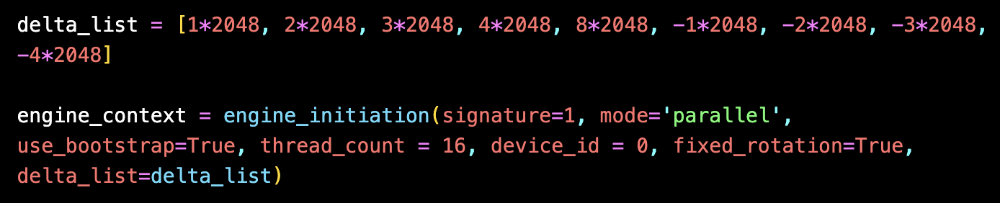 delta_list = [1*2048, 2*2048, 3*2048, 4*2048, 8*2048, -1*2048, -2*2048, -3*2048,
-4*2048]
engine_context = engine_initiation(signature=1, mode='parallel',
use_bootstrap=True, thread_count = 16, device_id = 0, fixed_rotation=True,
delta_list=delta_list)